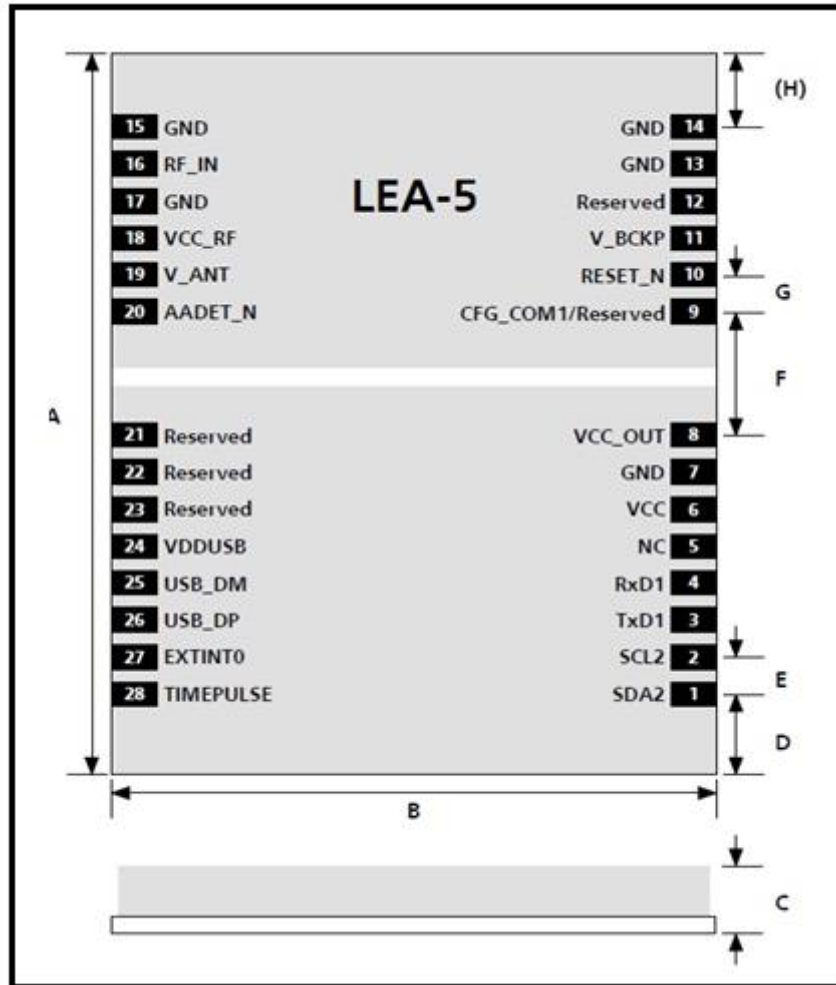 (H)
15 GND GND 14
16 RF_IN GND 13
LEA-5
17 GND Reserved 12
18 VCC_RF V_BCKP 11
19 V_ANT RESET_N 10
G
20 AADET_N CFG_COM1/Reserved 9
F
A
21 Reserved VCC_OUT 8
22 Reserved GND 7
23 Reserved VCC 6
24 VDDUSB NC 5
25 USB_DM RxD1 4
26 USB_DP TxD1 3
27 EXTINT0 SCL2 2
E
28 TIMEPULSE SDA2 1
D
B
C